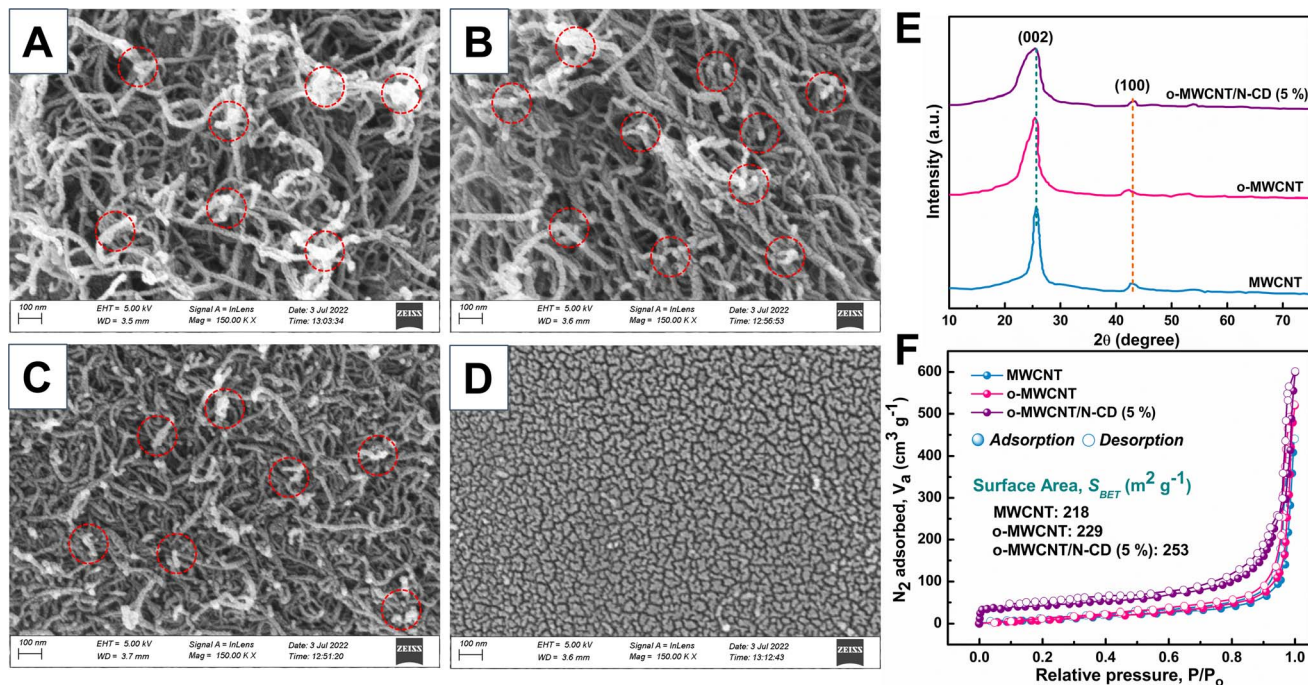 A
100 nm
EHT = 5.00 kV
WD = 3.5 mm
Signal A = InLens
Mag = 150.00 K X
Date: 3 Jul 2022
Time: 13:03:34
ZEISS
B
100 nm
EHT = 5.00 kV
WD = 3.6 mm
Signal A = InLens
Mag = 150.00 K X
Date: 3 Jul 2022
Time: 12:56:53
ZEISS
C
100 nm
EHT = 5.00 kV
WD = 3.7 mm
Signal A = InLens
Mag = 150.00 K X
Date: 3 Jul 2022
Time: 12:51:20
ZEISS
D
100 nm
EHT = 5.00 kV
WD = 3.6 mm
Signal A = InLens
Mag = 150.00 K X
Date: 3 Jul 2022
Time: 13:12:43
ZEISS
E
(002)
(100)
o-MWCNT/N-CD (5 %)
o-MWCNT
MWCNT
Intensity (a.u.)
10 20 30 40 50 60 70
2θ (degree)
F
MWCNT
o-MWCNT
o-MWCNT/N-CD (5 %)
Adsorption Desorption
Surface Area, S_BET (m² g⁻¹)
MWCNT: 218
o-MWCNT: 229
o-MWCNT/N-CD (5 %): 253
N₂ adsorbed, Vₐ (cm³ g⁻¹)
600
500
400
300
200
100
0
0.0 0.2 0.4 0.6 0.8 1.0
Relative pressure, P/Pₒ